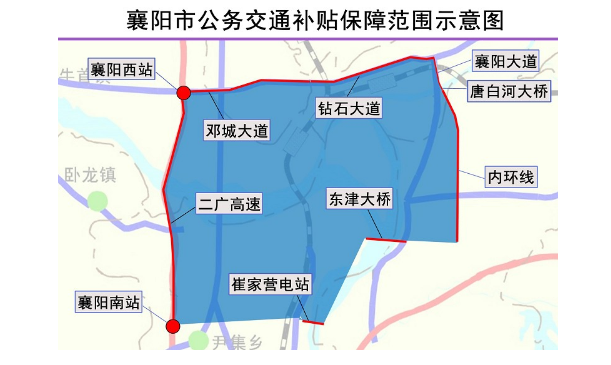 襄阳市公务交通补贴保障范围示意图
襄阳大道
襄阳西站
唐白河大桥
钻石大道
邓城大道
内环线
卧龙镇
二广高速
东津大桥
崔家营电站
襄阳南站
尹集乡